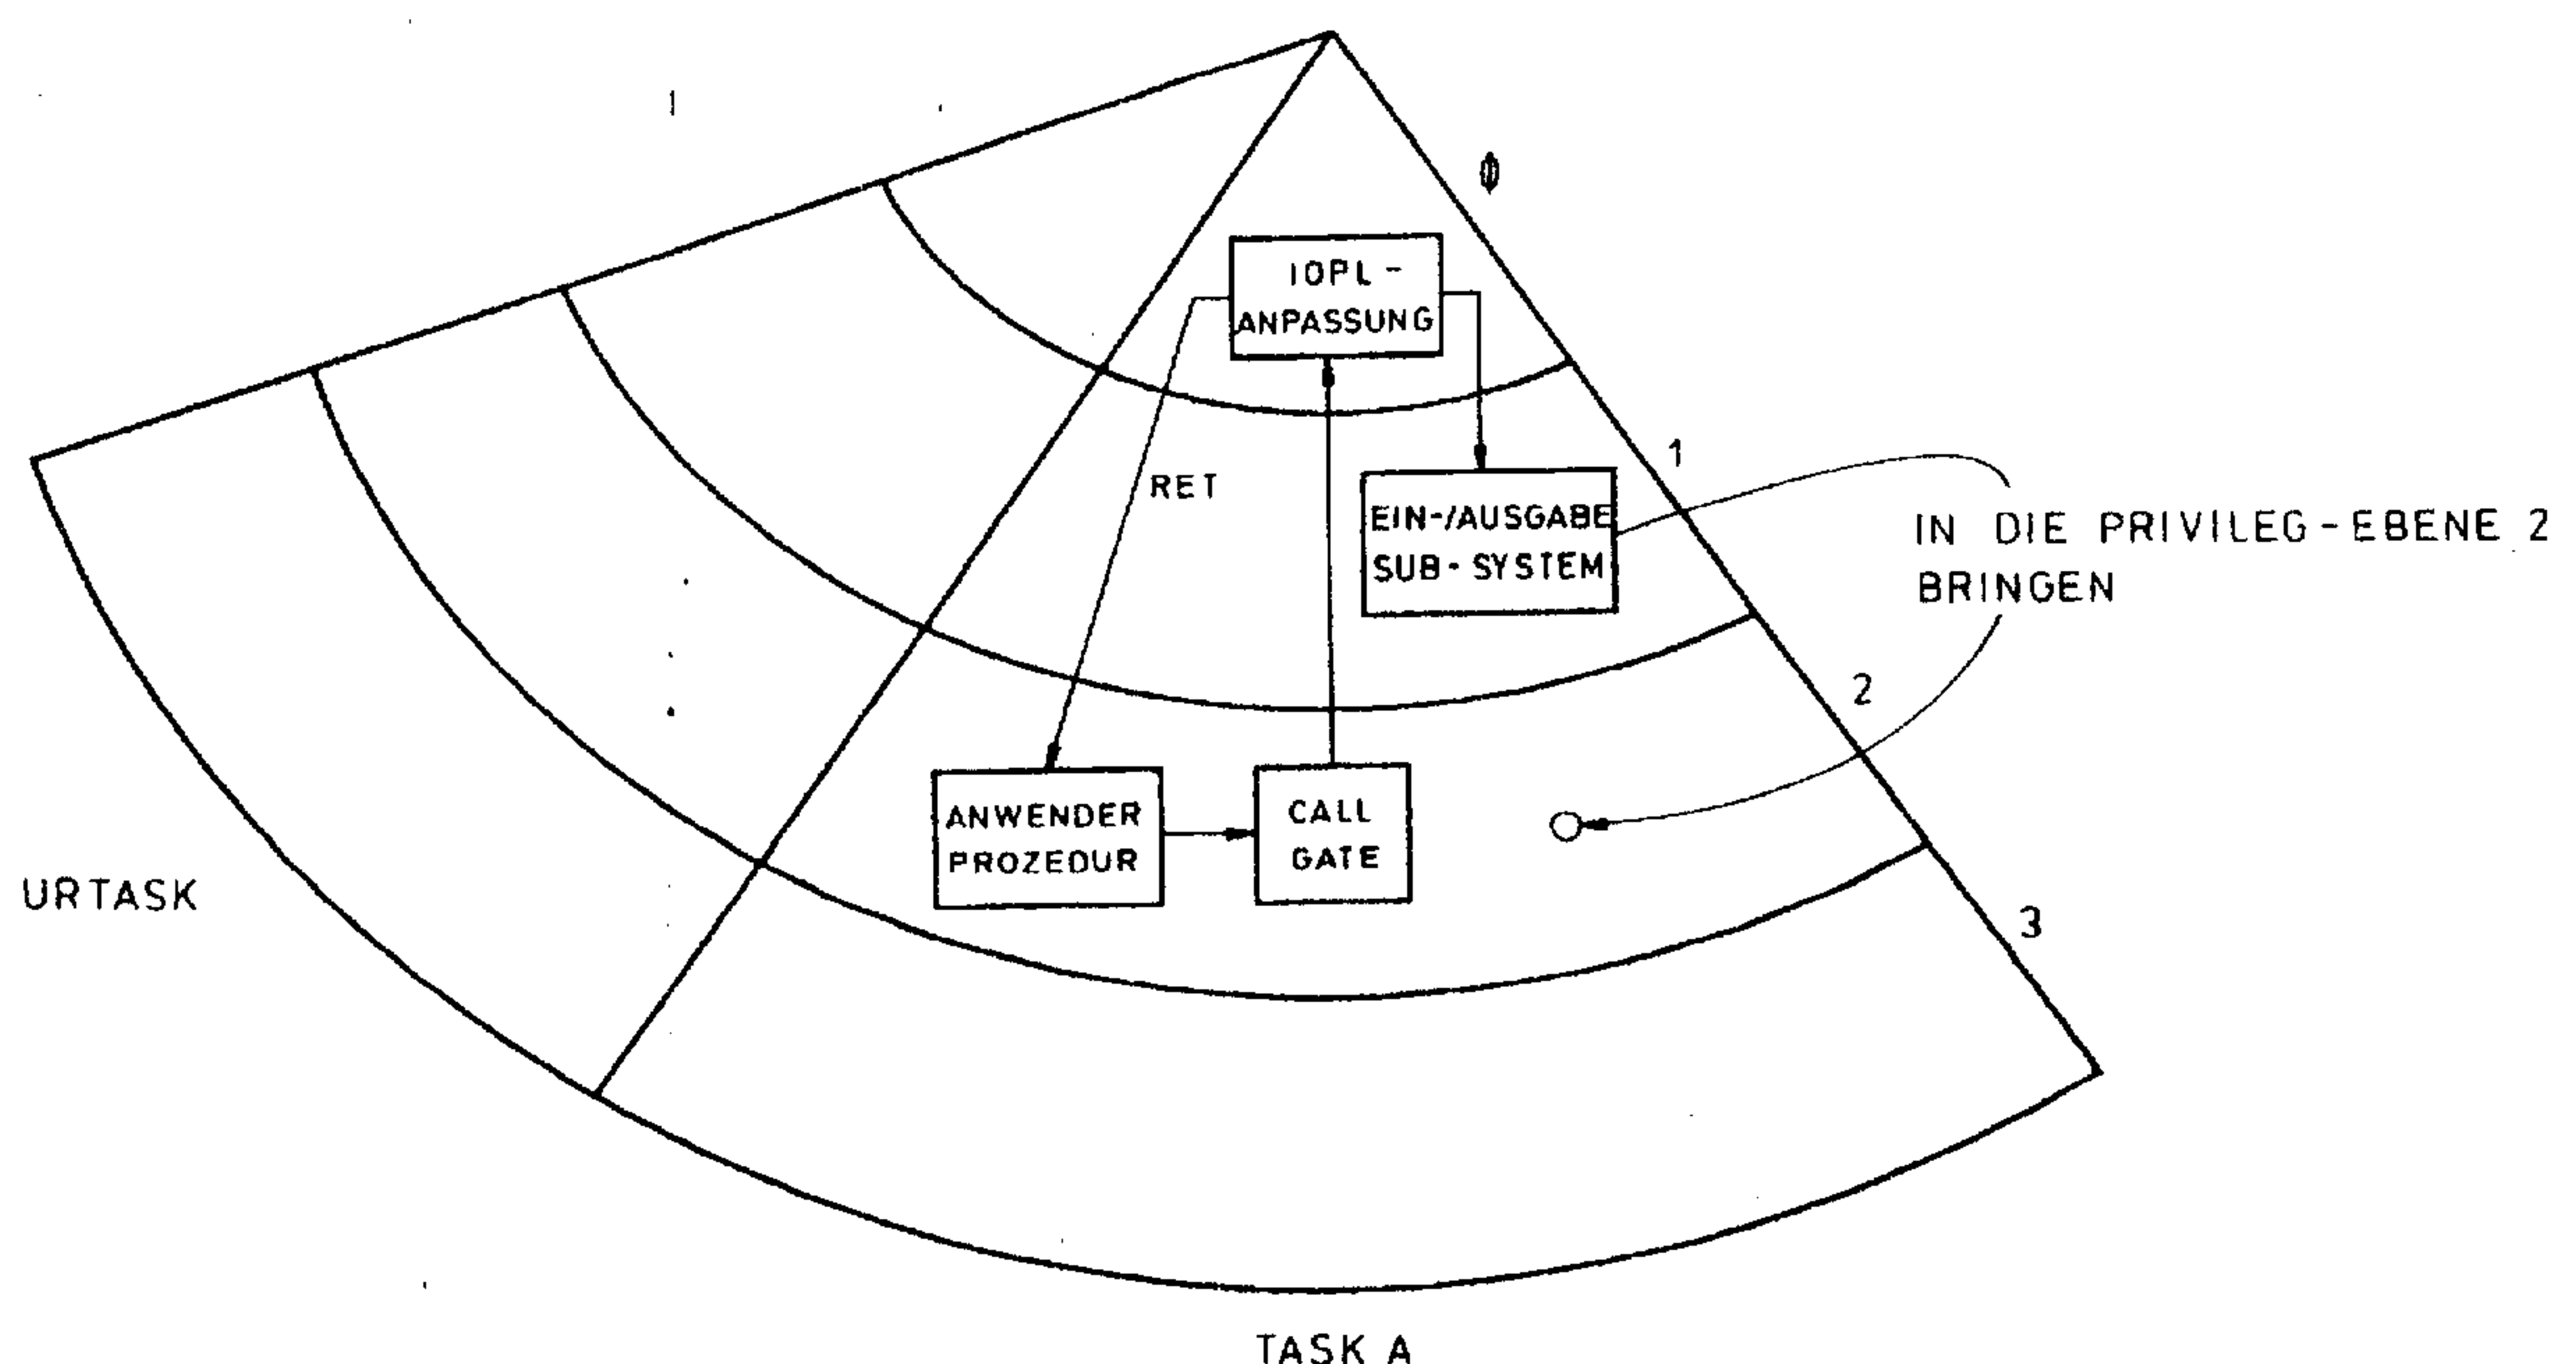 0
IOPL -
ANPASSUNG
1
RET
EIN-/AUSGABE
SUB-SYSTEM
IN DIE PRIVILEG-EBENE 2
BRINGEN
2
ANWENDER
PROZEDUR
CALL
GATE
3
URTASK
TASK A